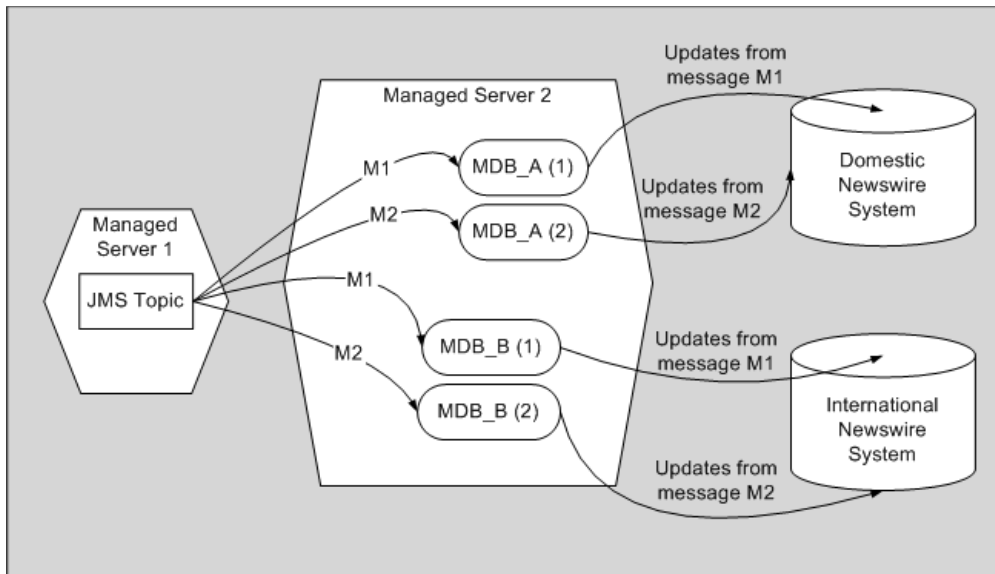 Managed
Server 1
JMS Topic
Managed Server 2
M1
MDB_A (1)
M2
MDB_A (2)
M1
MDB_B (1)
M2
MDB_B (2)
Updates from
message M1
Updates from
message M2
Domestic
Newswire
System
Updates from
message M1
Updates from
message M2
International
Newswire
System